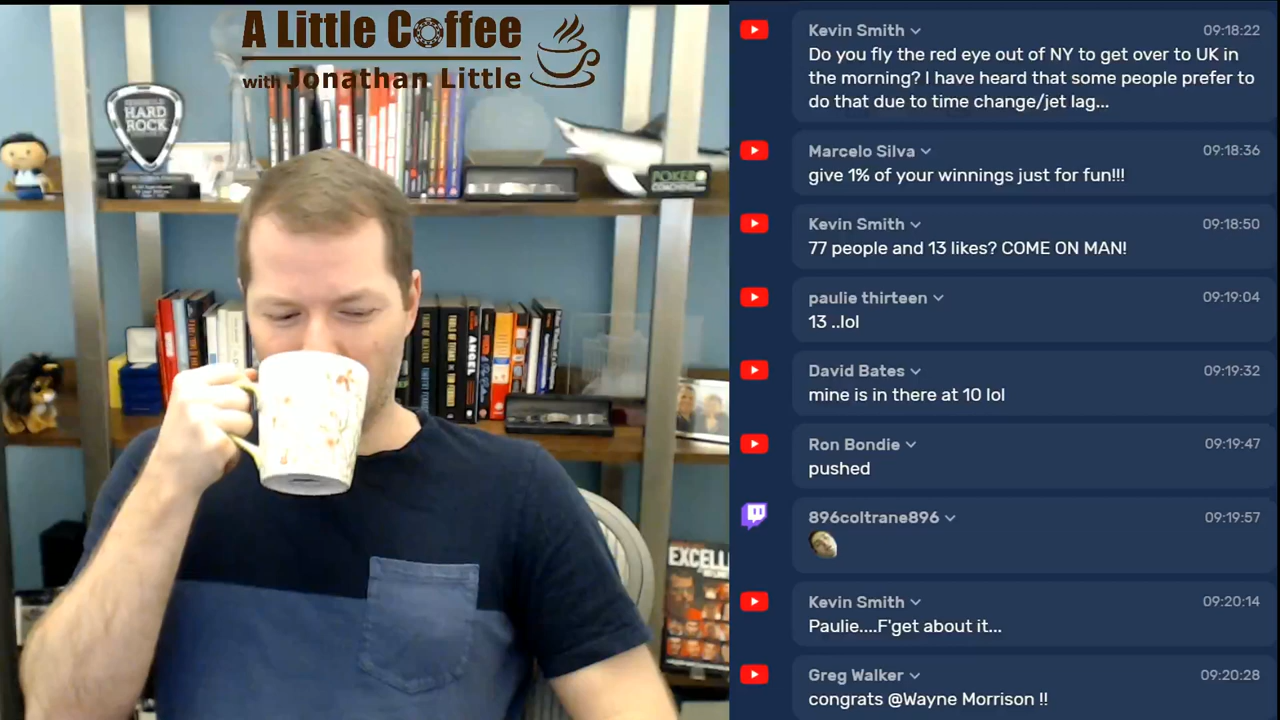 A Little Coffee
with Jonathan Little
HARD
ROCK
POKER
COACHING
ANGEL
EXCELL
Kevin Smith
09:18:22
Do you fly the red eye out of NY to get over to UK in
the morning? I have heard that some people prefer to
do that due to time change/jet lag...
Marcelo Silva
09:18:36
give 1% of your winnings just for fun!!!
Kevin Smith
09:18:50
77 people and 13 likes? COME ON MAN!
paulie thirteen
09:19:04
13 ..lol
David Bates
09:19:32
mine is in there at 10 lol
Ron Bondie
09:19:47
pushed
896coltrane896
09:19:57
Kevin Smith
09:20:14
Paulie....F'get about it...
Greg Walker
09:20:28
congrats @Wayne Morrison !!